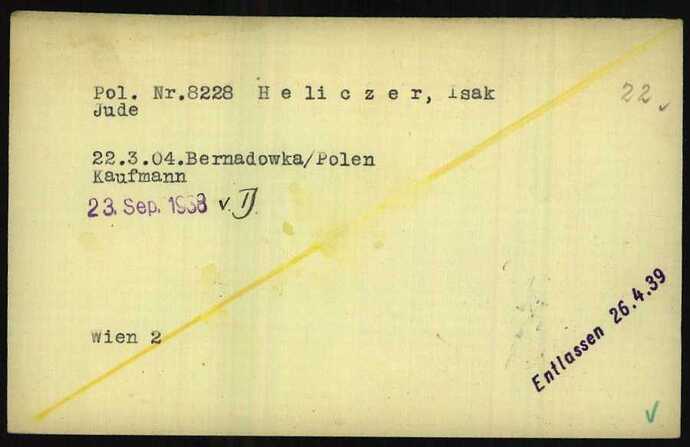 Pol. Nr.8228 Heliczer, Isak
Jude
22
22.3.04.Bernadowka/Polen
Kaufmann
23. Sep. 1938 v.
Wien 2
Entlassen 26.4.39